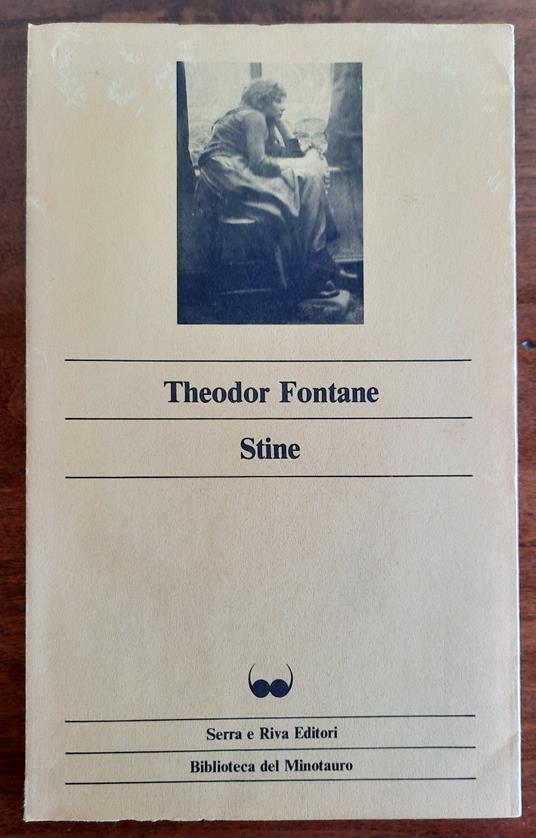 Theodor Fontane
Stine
Serra e Riva Editori
Biblioteca del Minotauro